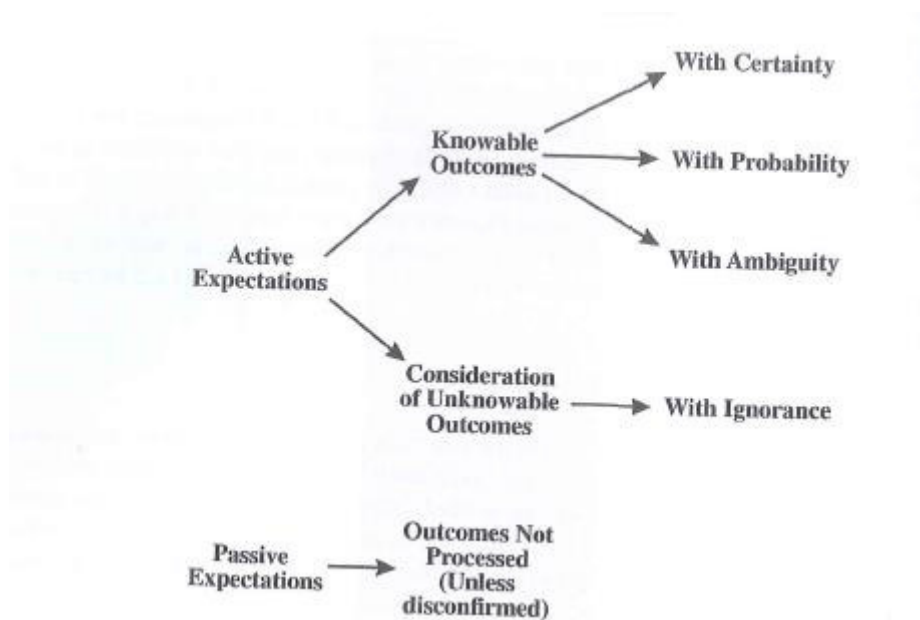 With Certainty
Knowable
Outcomes
With Probability
With Ambiguity
Active
Expectations
Consideration
of Unknowable
Outcomes
With Ignorance
Passive
Expectations
Outcomes Not
Processed
(Unless
disconfirmed)